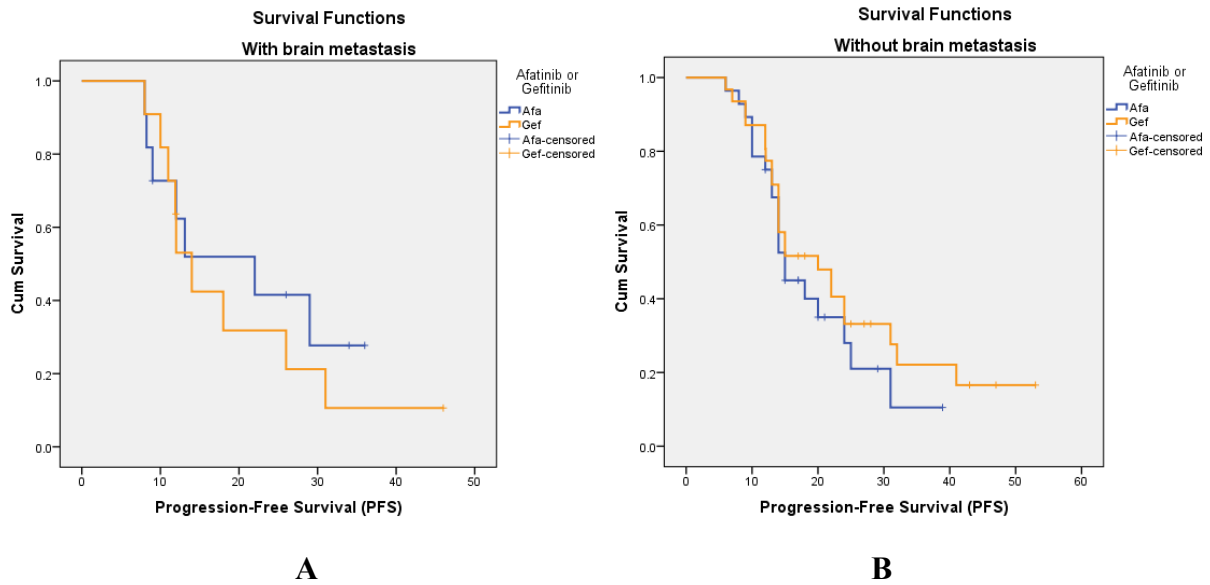 Survival Functions
With brain metastasis
Afatinib or
Gefitinib
Afa
Gef
Afa-censored
Gef-censored
1.0
0.8
0.6
0.4
0.2
0.0
Cum Survival
0 10 20 30 40 50
Progression-Free Survival (PFS)
A
Survival Functions
Without brain metastasis
Afatinib or
Gefitinib
Afa
Gef
Afa-censored
Gef-censored
1.0
0.8
0.6
0.4
0.2
0.0
Cum Survival
0 10 20 30 40 50 60
Progression-Free Survival (PFS)
B